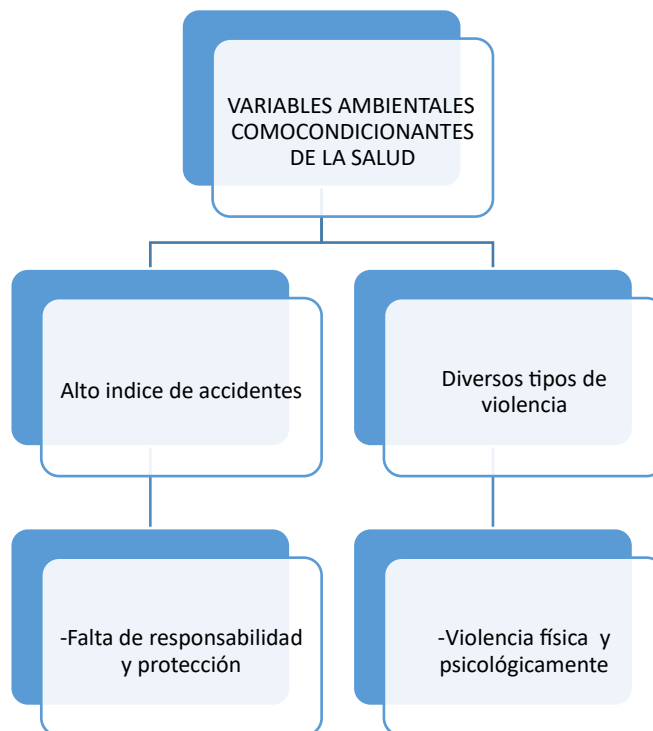 VARIABLES AMBIENTALES
COMOCONDICIONANTES
DE LA SALUD
Alto indice de accidentes
Diversos tipos de
violencia
-Falta de responsabilidad
y protección
-Violencia física y
psicológicamente